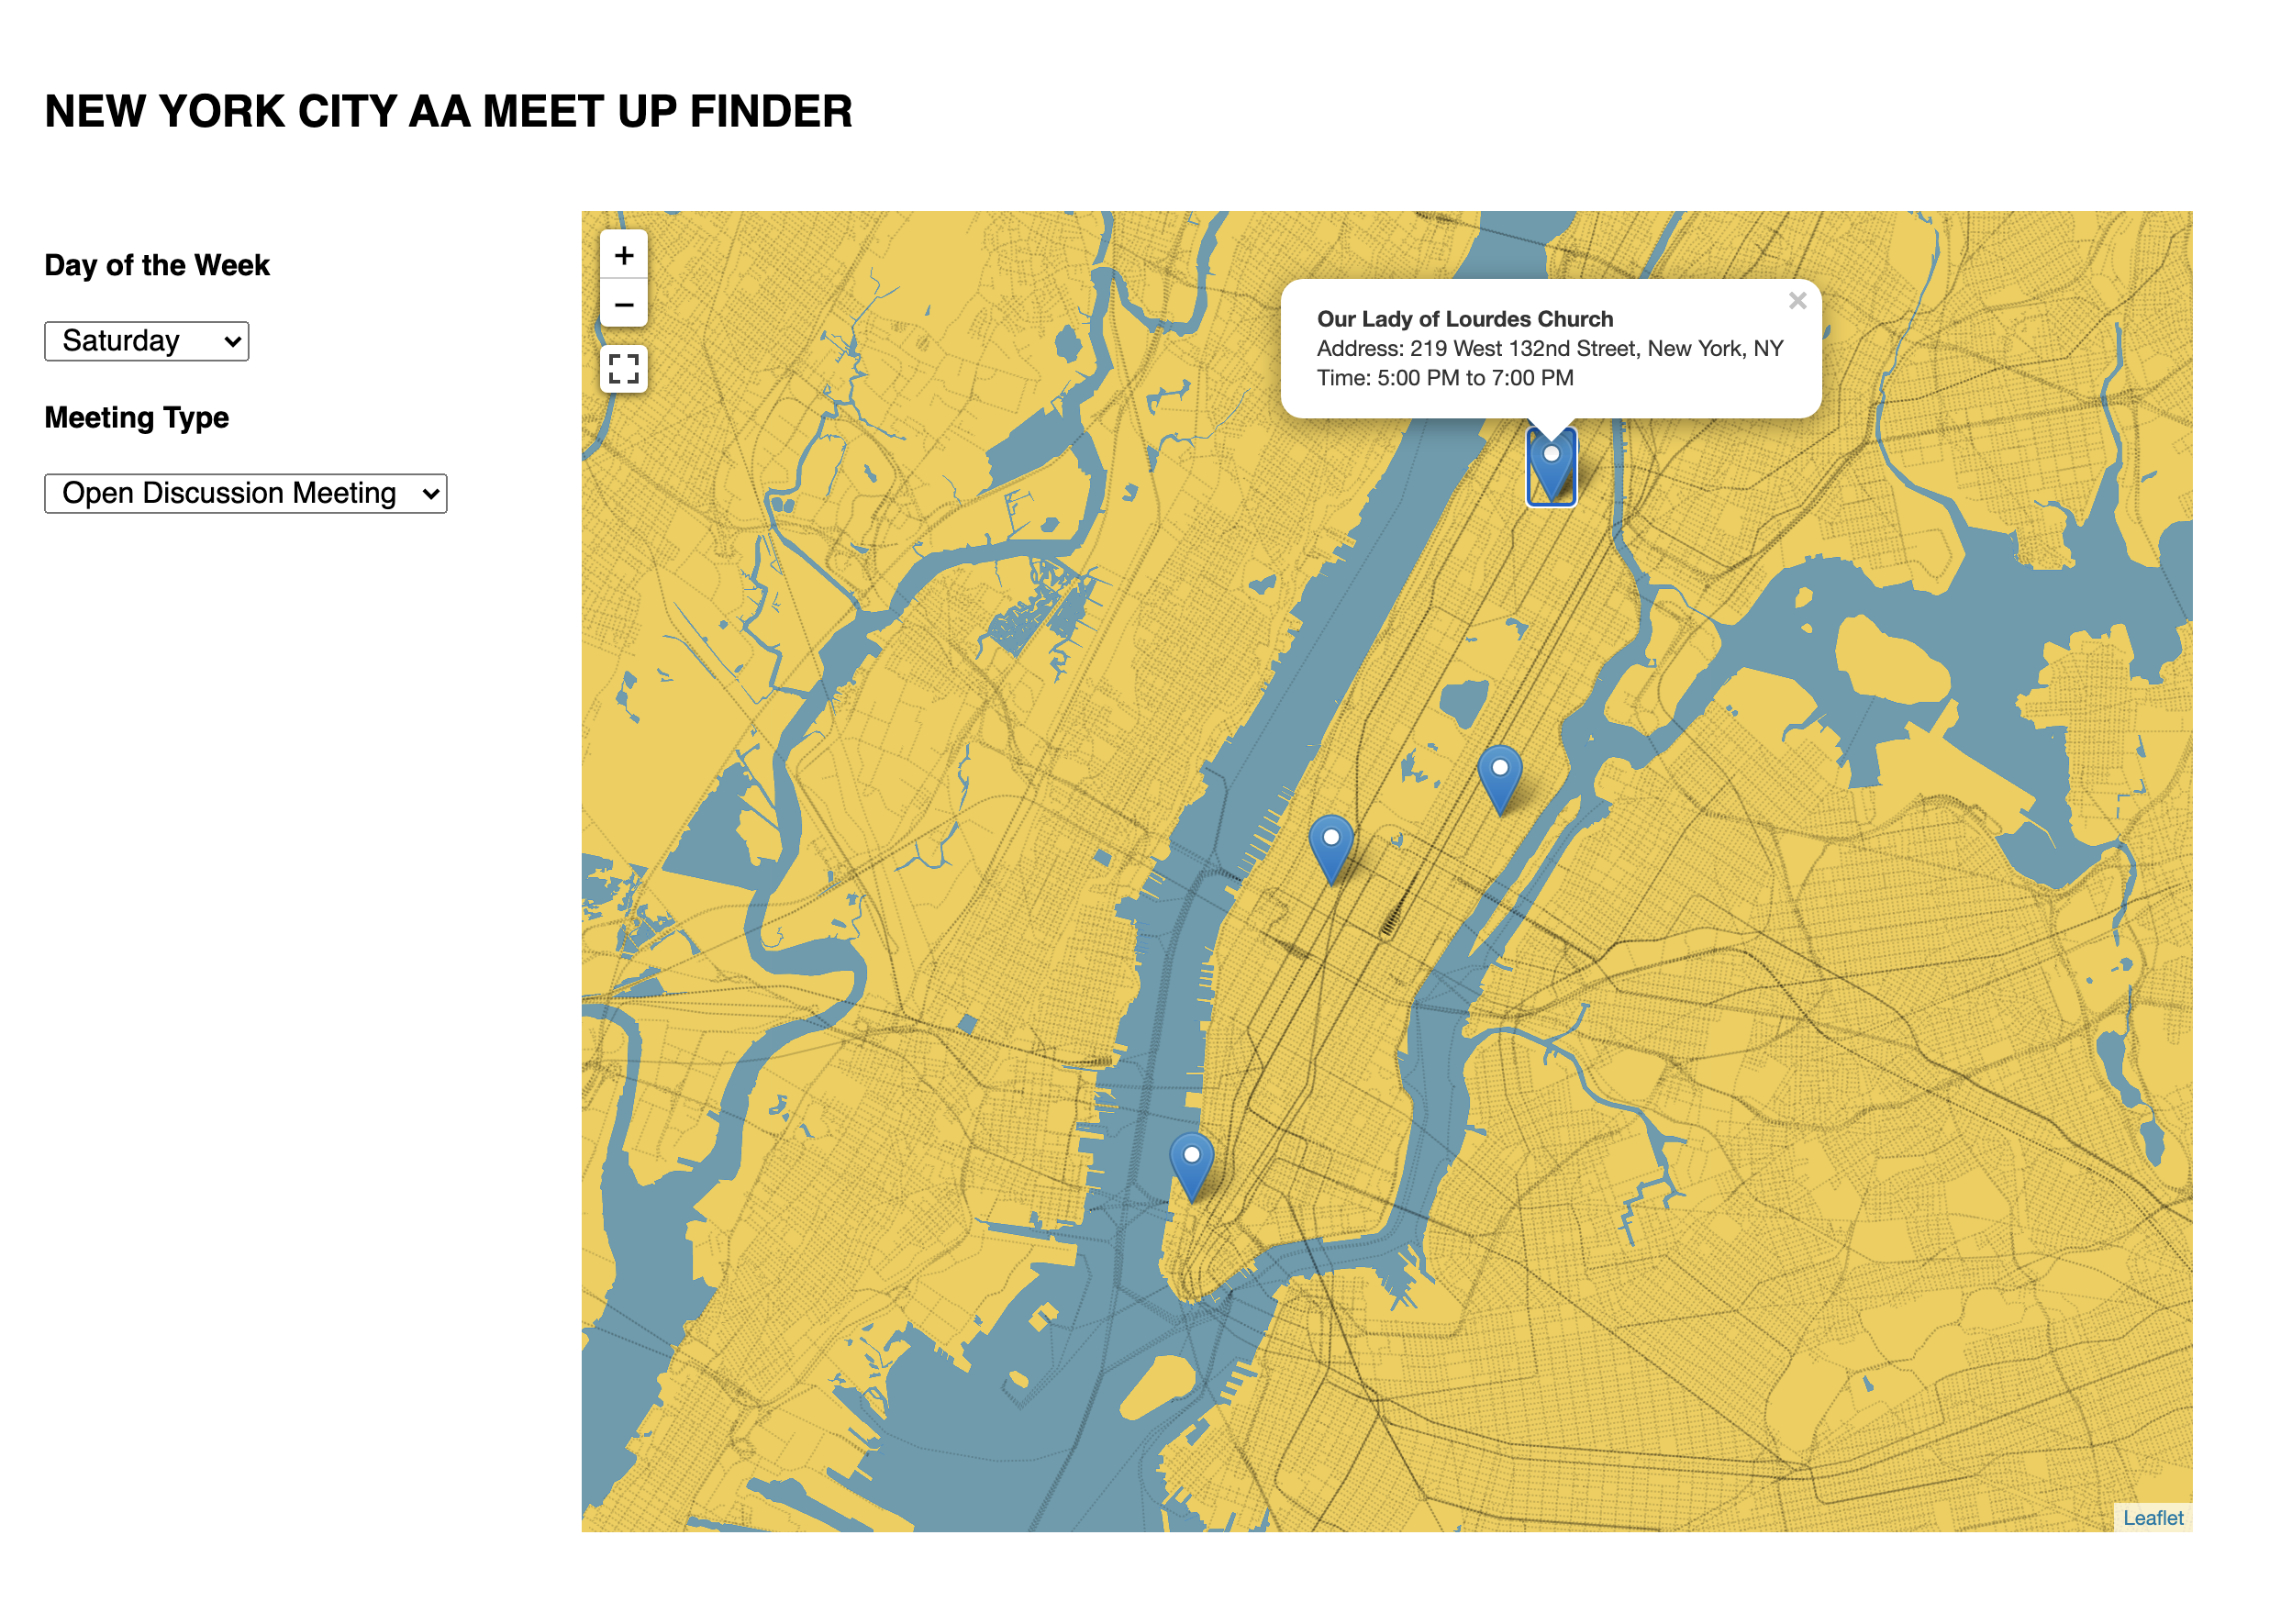 NEW YORK CITY AA MEET UP FINDER
Day of the Week
Saturday
Meeting Type
Open Discussion Meeting
+
−
Our Lady of Lourdes Church
Address: 219 West 132nd Street, New York, NY
Time: 5:00 PM to 7:00 PM
×
Leaflet